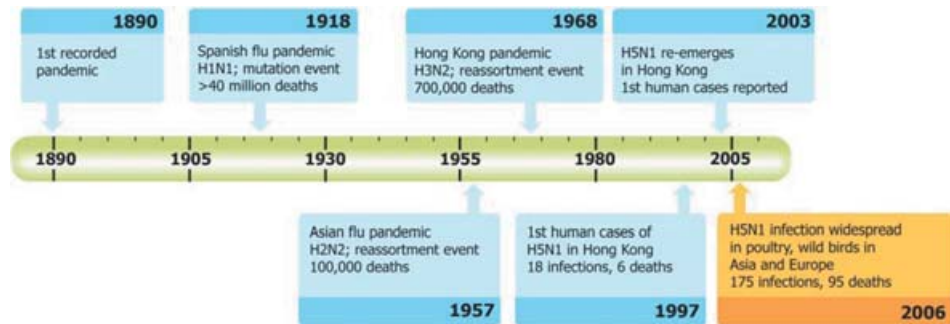 1890
1st recorded
pandemic
1918
Spanish flu pandemic
H1N1; mutation event
>40 million deaths
1968
Hong Kong pandemic
H3N2; reassortment event
700,000 deaths
2003
H5N1 re-emerges
in Hong Kong
1st human cases reported
1890 1905 1930 1955 1980 2005
Asian flu pandemic
H2N2; reassortment event
100,000 deaths
1957
1st human cases of
H5N1 in Hong Kong
18 infections, 6 deaths
1997
H5N1 infection widespread
in poultry, wild birds in
Asia and Europe
175 infections, 95 deaths
2006